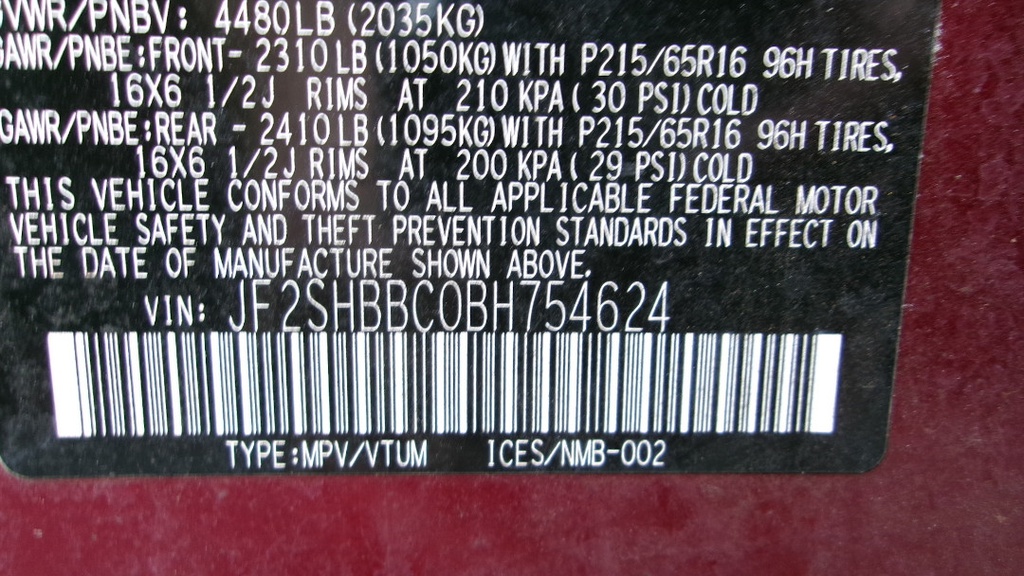 GVWR/PNBV: 4480LB (2035KG)
GAWR/PNBE:FRONT- 2310LB(1050KG)WITH P215/65R16 96H TIRES,
16X6 1/2J RIMS AT 210 KPA( 30 PSI)COLD
GAWR/PNBE:REAR - 2410LB(1095KG)WITH P215/65R16 96H TIRES,
16X6 1/2J RIMS AT 200 KPA( 29 PSI)COLD
THIS VEHICLE CONFORMS TO ALL APPLICABLE FEDERAL MOTOR
VEHICLE SAFETY AND THEFT PREVENTION STANDARDS IN EFFECT ON
THE DATE OF MANUFACTURE SHOWN ABOVE.
VIN: JF2SHBBC0BH754624
TYPE:MPV/VTUM ICES/NMB-002